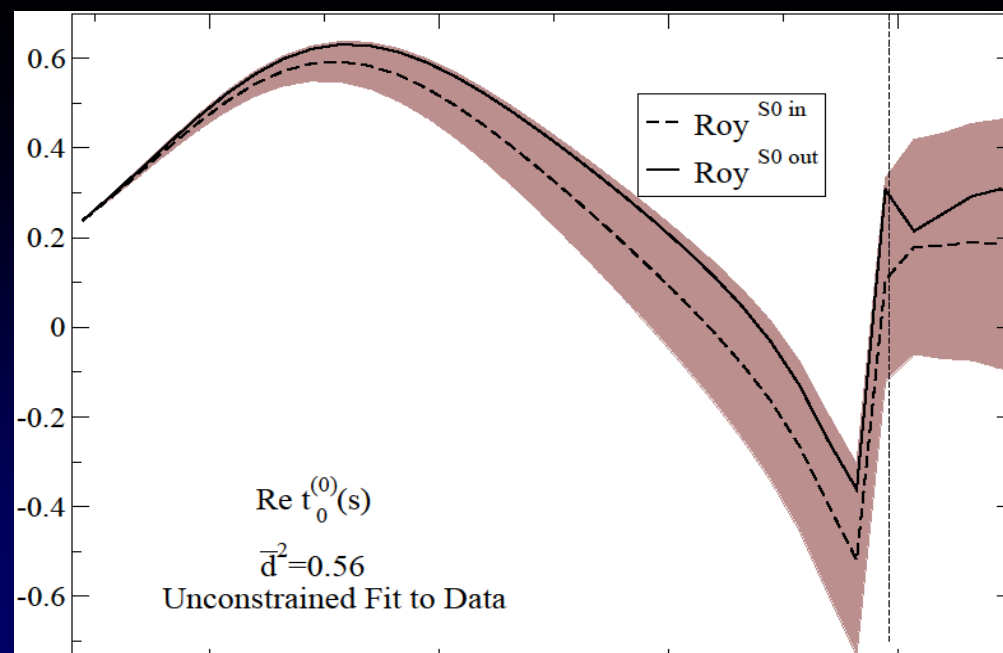 0.6
0.4
0.2
0
-0.2
-0.4
-0.6
Roy S0 in
Roy S0 out
Re t₀⁽⁰⁾(s)
d̅²=0.56
Unconstrained Fit to Data